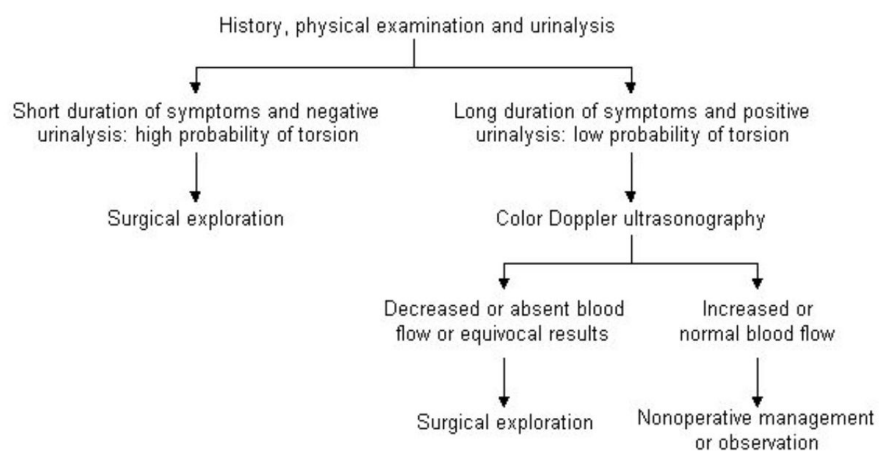 History, physical examination and urinalysis
Short duration of symptoms and negative
urinalysis: high probability of torsion
Long duration of symptoms and positive
urinalysis: low probability of torsion
Surgical exploration
Color Doppler ultrasonography
Decreased or absent blood
flow or equivocal results
Increased or
normal blood flow
Surgical exploration
Nonoperative management
or observation